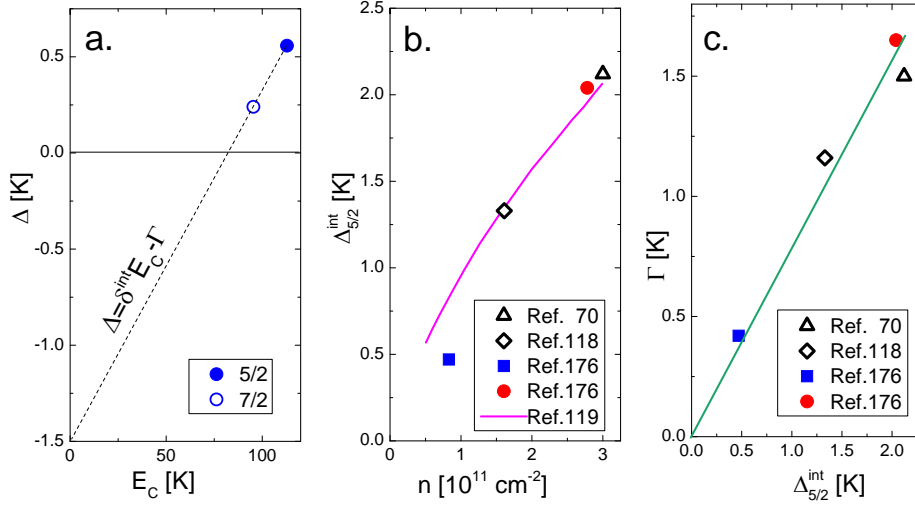 a.
0.5
0.0
-0.5
-1.0
-1.5
Δ [K]
Δ=δ^int E_C-Γ
5/2
7/2
0
50
100
E_C [K]
b.
2.5
2.0
1.5
1.0
0.5
0.0
Δ^int_5/2 [K]
Ref. 70
Ref.118
Ref.176
Ref.176
Ref.119
0
1
2
3
n [10^11 cm^-2]
c.
1.5
1.0
0.5
0.0
Γ [K]
Ref. 70
Ref.118
Ref.176
Ref.176
0.0
0.5
1.0
1.5
2.0
Δ^int_5/2 [K]